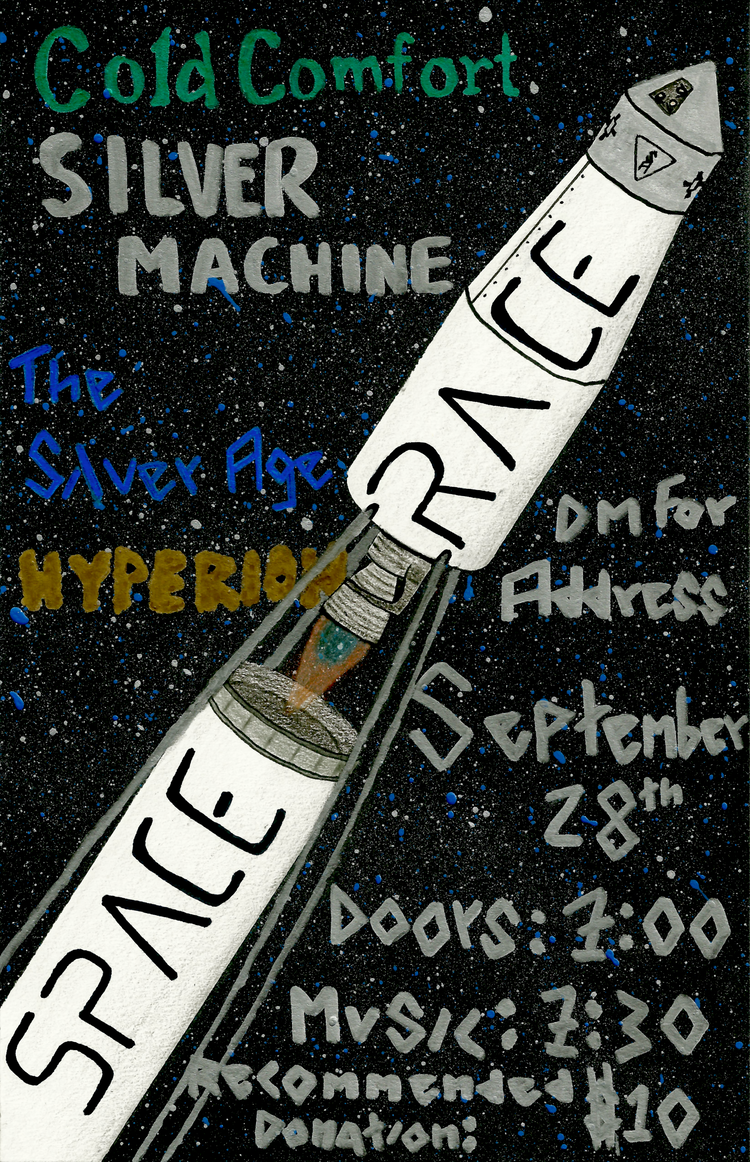 Cold Comfort
SILVER
MACHINE
The
Silver Age
HYPERION
SPACE
RACE
DM For
Address
September
28th
Doors: 7:00
Music: 7:30
Recommended
Donation: $10